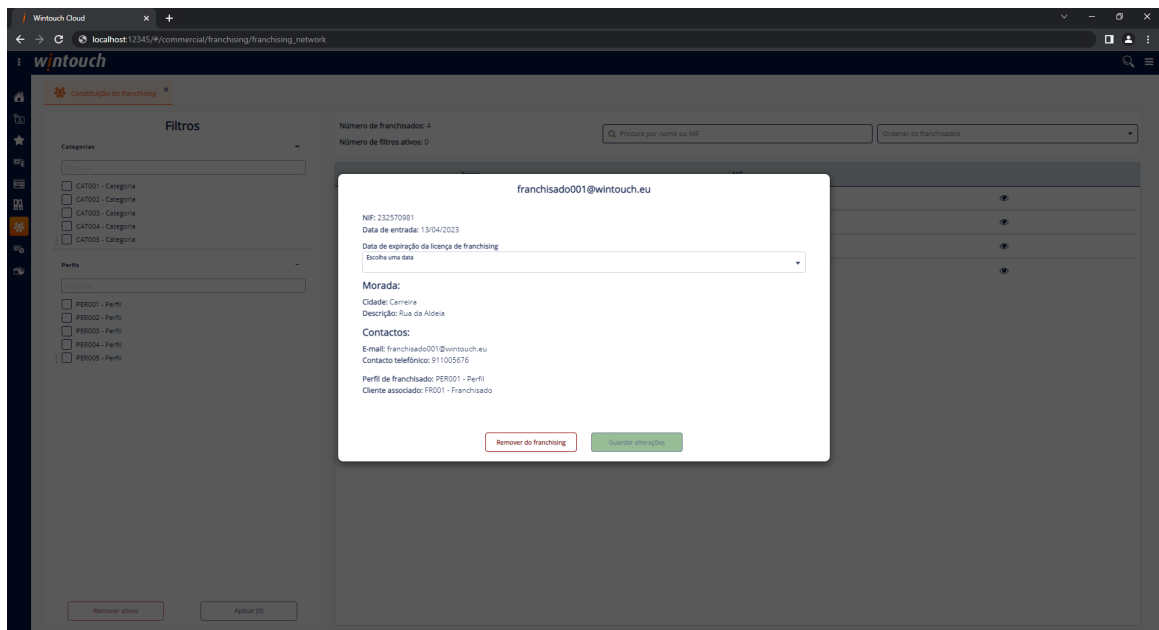 Wintouch Cloud
localhost:12345/#/commercial/franchising/franchising_network
wintouch
Constituição do franchising
Filtros
Categorias
CAT001 - Categoria
CAT002 - Categoria
CAT003 - Categoria
CAT004 - Categoria
CAT005 - Categoria
Perfis
PER001 - Perfil
PER002 - Perfil
PER003 - Perfil
PER004 - Perfil
PER005 - Perfil
Remover ativos
Aplicar (0)
Número de franchisados: 4
Número de filtros ativos: 0
Procure por nome ou NIF
Ordenar os franchisados
franchisado001@wintouch.eu
NIF: 232570981
Data de entrada: 13/04/2023
Data de expiração da licença de franchising
Escolha uma data
Morada:
Cidade: Carreira
Descrição: Rua da Aldeia
Contactos:
E-mail: franchisado001@wintouch.eu
Contacto telefónico: 911005676
Perfil de franchisado: PER001 - Perfil
Cliente associado: FR001 - Franchisado
Remover do franchising
Guardar alterações